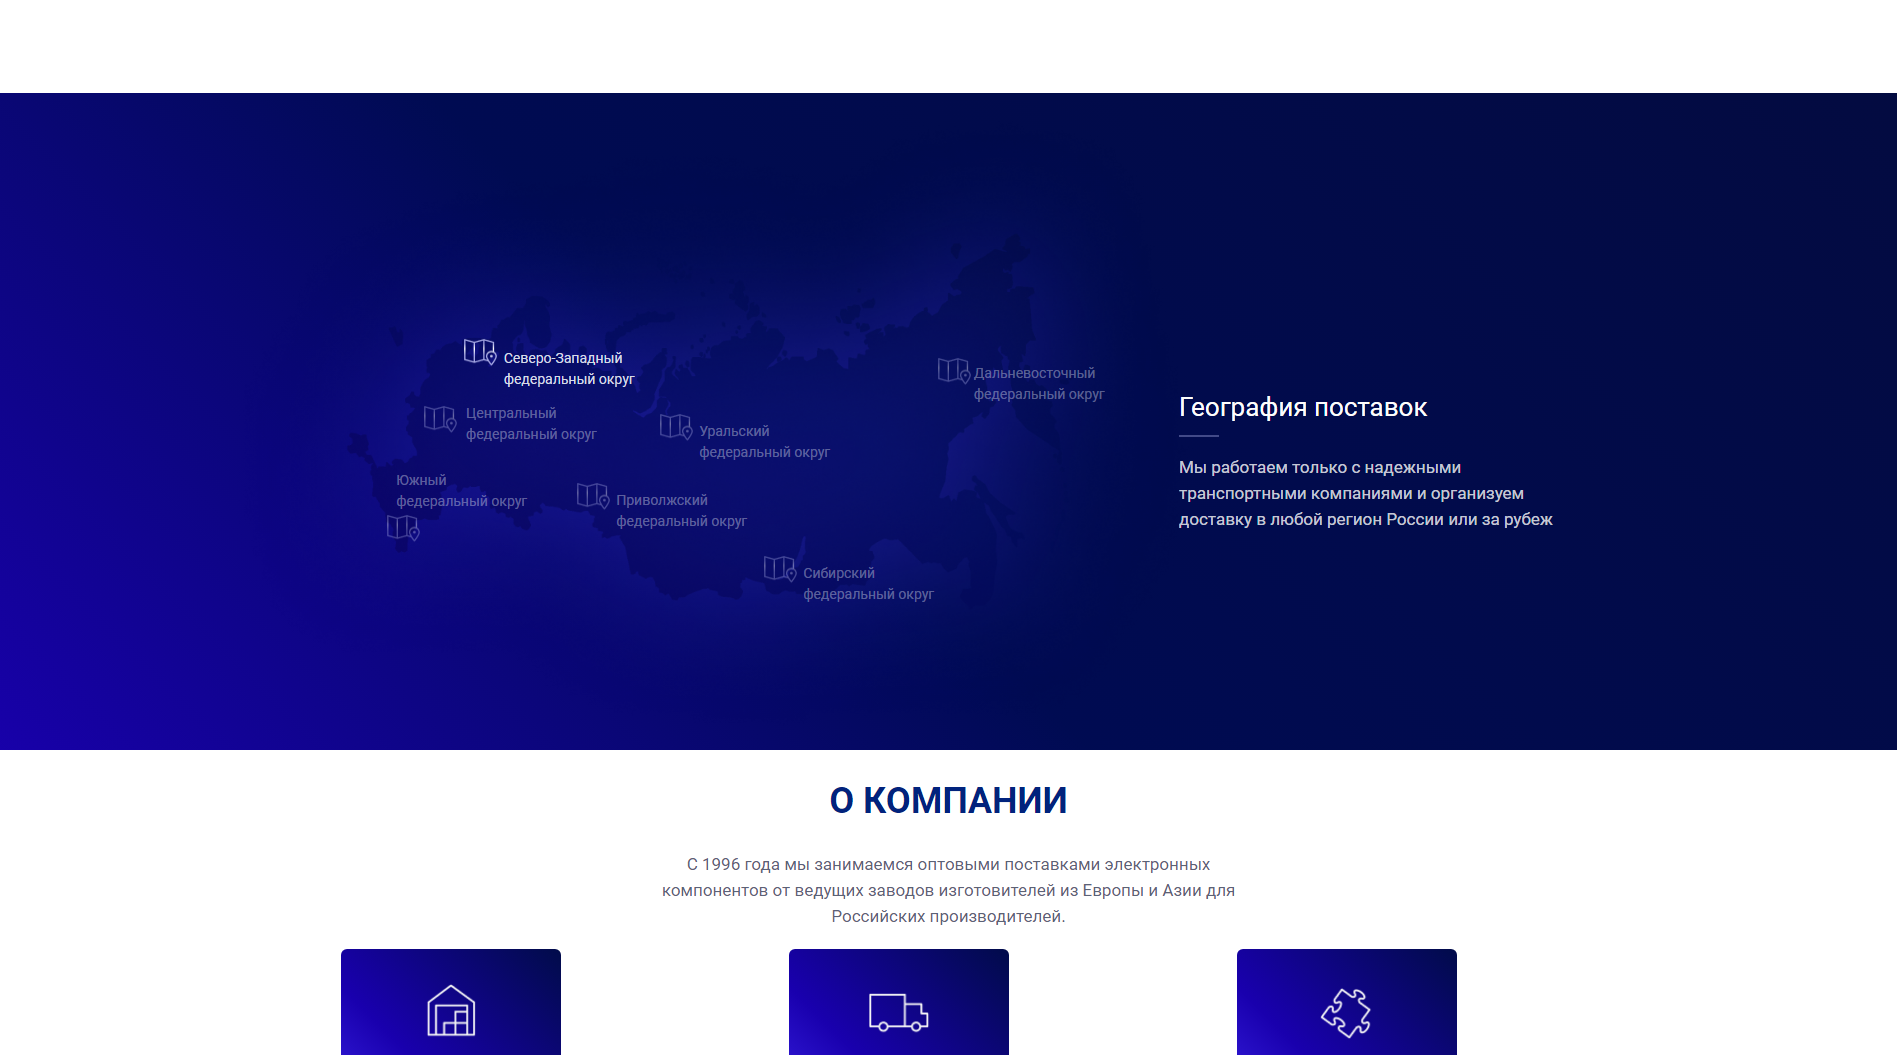 Северо-Западный
федеральный округ
Центральный
федеральный округ
Южный
федеральный округ
Уральский
федеральный округ
Приволжский
федеральный округ
Сибирский
федеральный округ
Дальневосточный
федеральный округ
География поставок
Мы работаем только с надежными
транспортными компаниями и организуем
доставку в любой регион России или за рубеж
О КОМПАНИИ
С 1996 года мы занимаемся оптовыми поставками электронных
компонентов от ведущих заводов изготовителей из Европы и Азии для
Российских производителей.